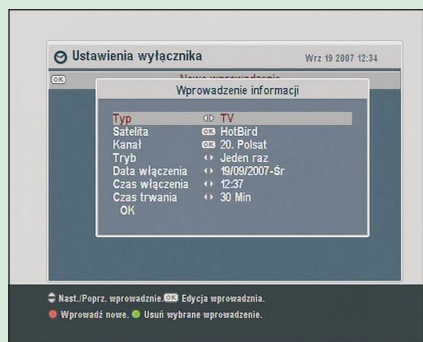 Ustawienia wyłącznika Wrz 19 2007 12:34
OK Nowe wprowadzenie
Wprowadzenie informacji
Typ TV
Satelita OK HotBird
Kanał OK 20. Polsat
Tryb Jeden raz
Data włączenia 19/09/2007-Śr
Czas włączenia 12:37
Czas trwania 30 Min
OK
Nast./Poprz. wprowadznie. OK Edycja wprowadznia.
Wprowadź nowe. Usuń wybrane wprowadzenie.